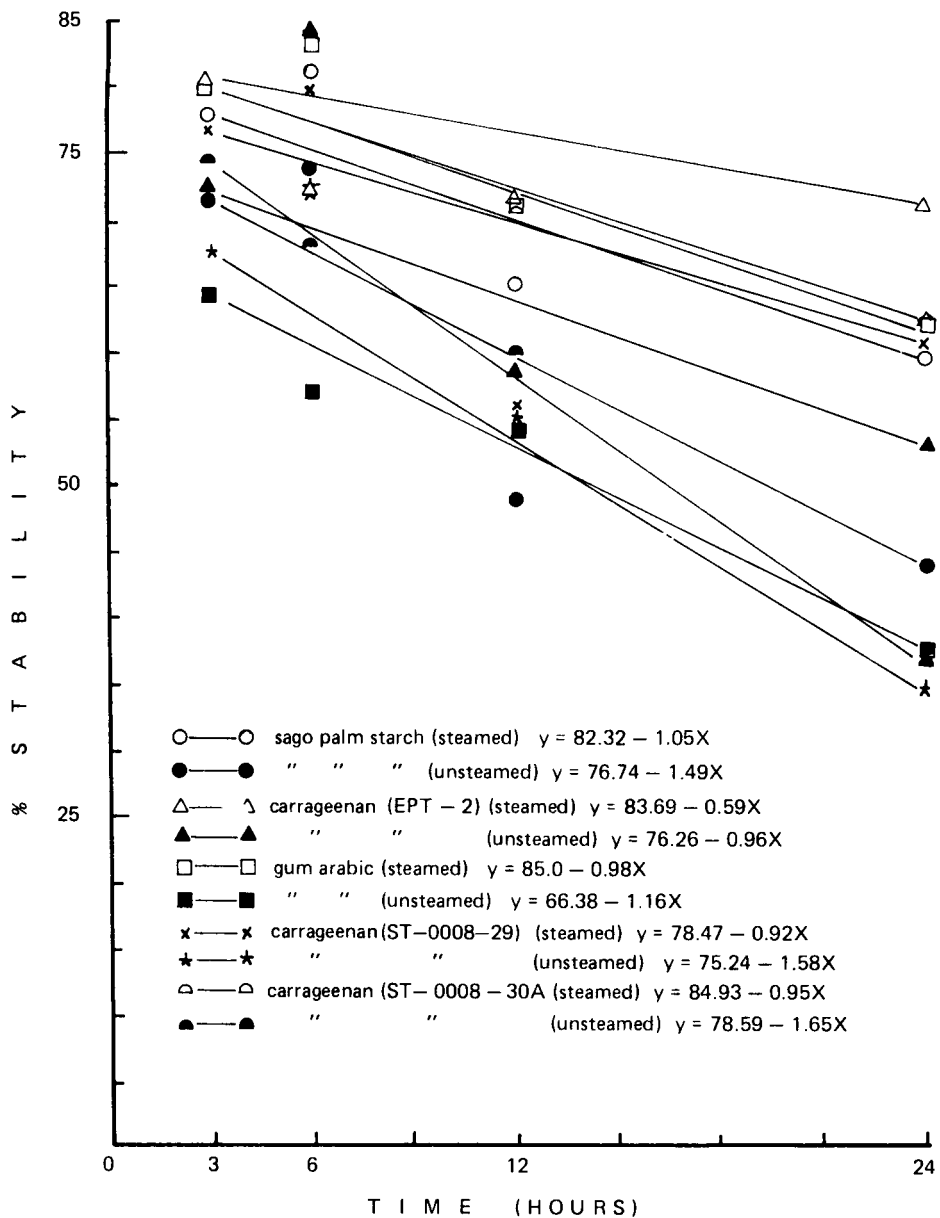 85
75
50
25
% STABILITY
sago palm starch (steamed) y = 82.32 – 1.05X
" " " (unsteamed) y = 76.74 – 1.49X
carrageenan (EPT – 2) (steamed) y = 83.69 – 0.59X
" " (unsteamed) y = 76.26 – 0.96X
gum arabic (steamed) y = 85.0 – 0.98X
" " (unsteamed) y = 66.38 – 1.16X
carrageenan (ST–0008–29) (steamed) y = 78.47 – 0.92X
" " (unsteamed) y = 75.24 – 1.58X
carrageenan (ST–0008–30A (steamed) y = 84.93 – 0.95X
" " (unsteamed) y = 78.59 – 1.65X
0 3 6 12 24
TIME (HOURS)